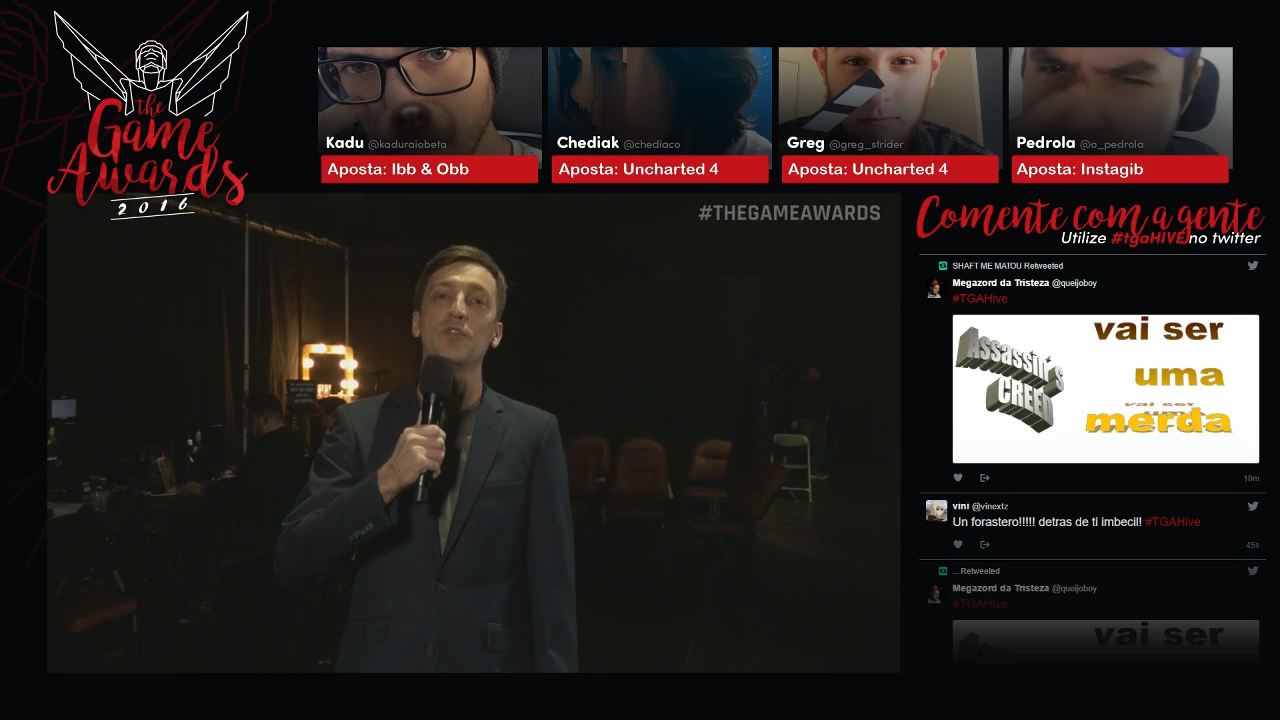 the
Game
Awards
2016
Kadu @kaduraiobeta
Aposta: Ibb & Obb
Chediak @chediaco
Aposta: Uncharted 4
Greg @greg_strider
Aposta: Uncharted 4
Pedrola @o_pedrola
Aposta: Instagib
#THEGAMEAWARDS
Comente com a gente
Utilize #tgaHIVE no twitter
SHAFT ME MATOU Retweeted
Megazord da Tristeza @queijoboy
#TGAHive
Assassin's
CREED
vai ser
uma
vai ser
uma
merda
10m
vini @vinextz
Un forastero!!!!! detras de ti imbecil! #TGAHive
45s
... Retweeted
Megazord da Tristeza @queijoboy
#TGAHive
vai ser